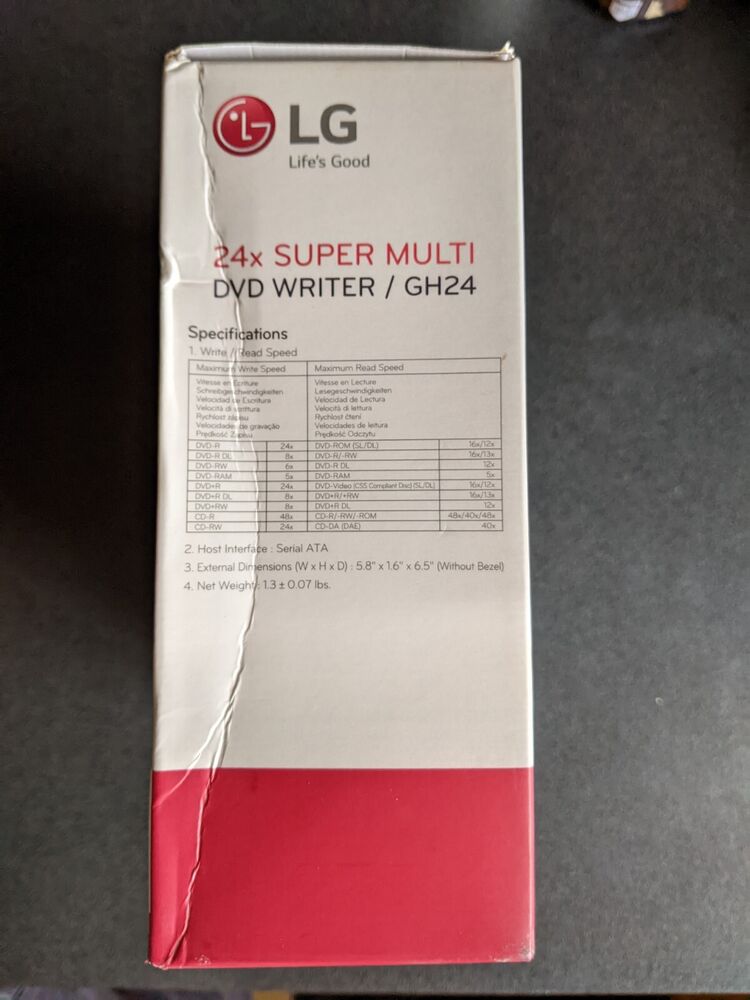 LG
Life's Good
24x SUPER MULTI
DVD WRITER / GH24
Specifications
1. Write / Read Speed
Maximum Write Speed Maximum Read Speed
Vitesse en Ecriture Vitesse en Lecture
Schreibgeschwindigkeiten Lesegeschwindigkeiten
Velocidad de Escritura Velocidad de Lectura
Velocità di scrittura Velocità di lettura
Rychlost zápisu Rychlost čtení
Velocidades de gravação Velocidades de leitura
Prędkość Zapisu Prędkość Odczytu
DVD-R 24x DVD-ROM (SL/DL) 16x/12x
DVD-R DL 8x DVD-R/-RW 16x/13x
DVD-RW 6x DVD-R DL 12x
DVD-RAM 5x DVD-RAM 5x
DVD+R 24x DVD-Video (CSS Compliant Disc) (SL/DL) 16x/12x
DVD+R DL 8x DVD+R/+RW 16x/13x
DVD+RW 8x DVD+R DL 12x
CD-R 48x CD-R/-RW/-ROM 48x/40x/48x
CD-RW 24x CD-DA (DAE) 40x
2. Host Interface : Serial ATA
3. External Dimensions (W x H x D) : 5.8" x 1.6" x 6.5" (Without Bezel)
4. Net Weight : 1.3 ± 0.07 lbs.